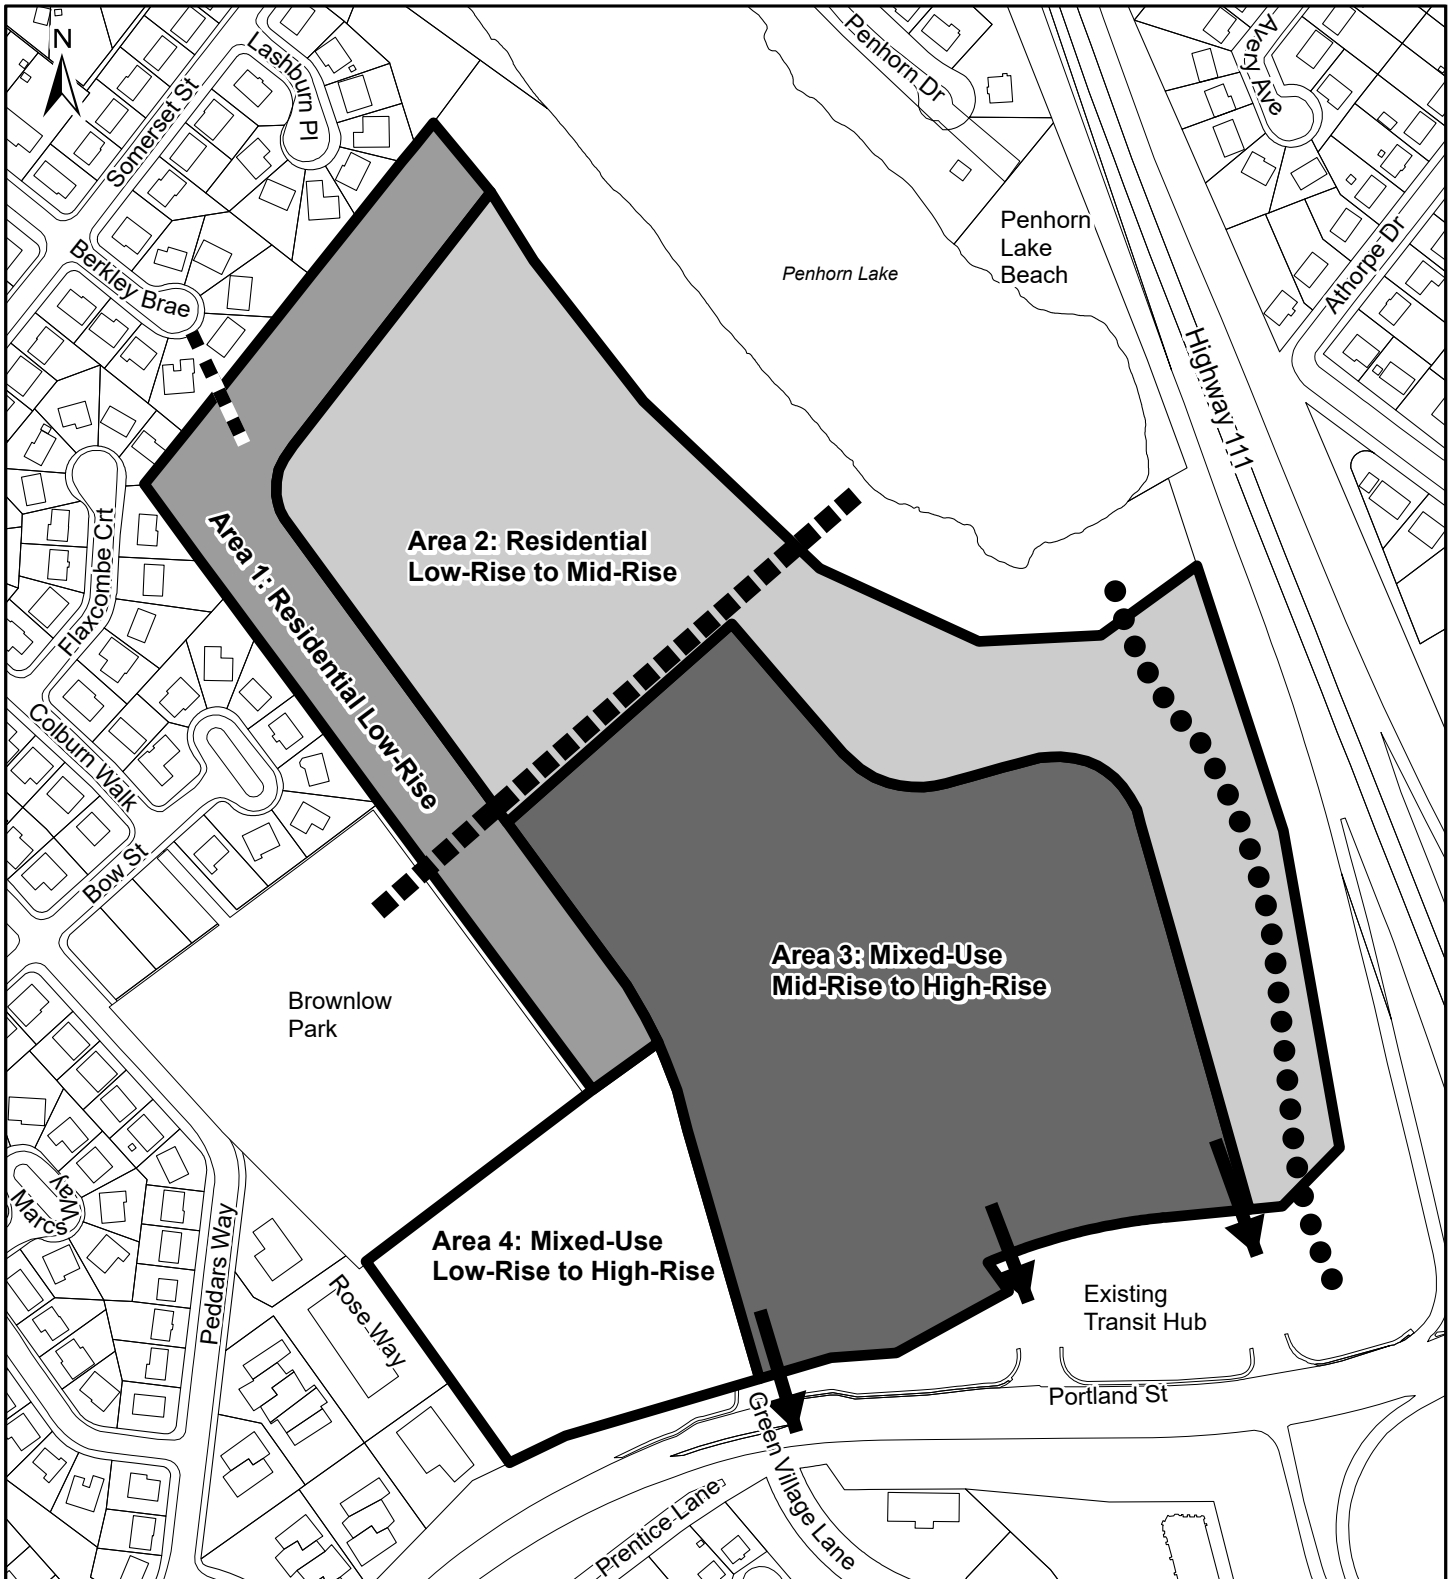 N
Lashburn Pl
Somerset St
Berkley Brae
Penhorn Dr
Avery Ave
Penhorn
Lake
Beach
Penhorn Lake
Athorpe Dr
Highway 111
Flaxcombe Crt
Area 2: Residential
Low-Rise to Mid-Rise
Area 1: Residential Low-Rise
Colburn Walk
Bow St
Brownlow
Park
Area 3: Mixed-Use
Mid-Rise to High-Rise
Marcs
Way
Peddars Way
Rose Way
Area 4: Mixed-Use
Low-Rise to High-Rise
Existing
Transit Hub
Portland St
Green Village Lane
Prentice Lane